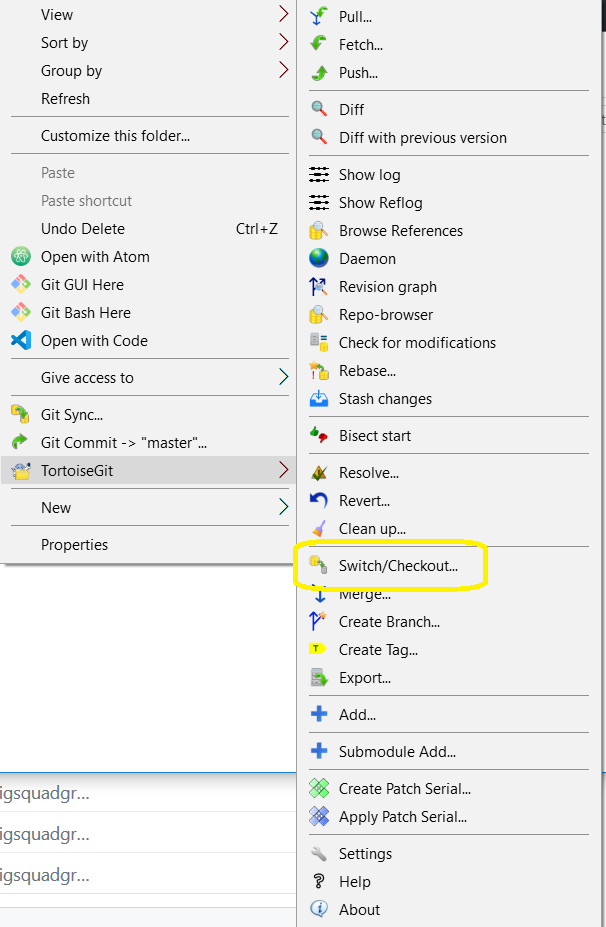 View
Sort by
Group by
Refresh
Customize this folder...
Paste
Paste shortcut
Undo Delete Ctrl+Z
Open with Atom
Git GUI Here
Git Bash Here
Open with Code
Give access to
Git Sync...
Git Commit -> "master"...
TortoiseGit
New
Properties
Pull...
Fetch...
Push...
Diff
Diff with previous version
Show log
Show Reflog
Browse References
Daemon
Revision graph
Repo-browser
Check for modifications
Rebase...
Stash changes
Bisect start
Resolve...
Revert...
Clean up...
Switch/Checkout...
Merge...
Create Branch...
Create Tag...
Export...
Add...
Submodule Add...
Create Patch Serial...
Apply Patch Serial...
Settings
Help
About
igsquadgr...
igsquadgr...
igsquadgr...